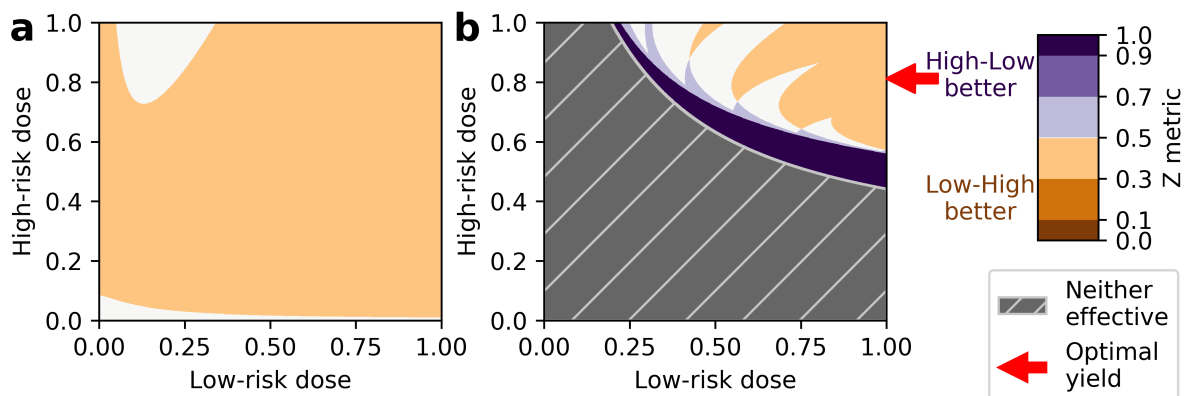 a
High-risk dose
1.0
0.8
0.6
0.4
0.2
0.0
0.00 0.25 0.50 0.75 1.00
Low-risk dose
b
High-risk dose
1.0
0.8
0.6
0.4
0.2
0.0
0.00 0.25 0.50 0.75 1.00
Low-risk dose
High-Low
better
Low-High
better
1.0
0.9
0.7
0.5
0.3
0.1
0.0
Z metric
Neither
effective
Optimal
yield